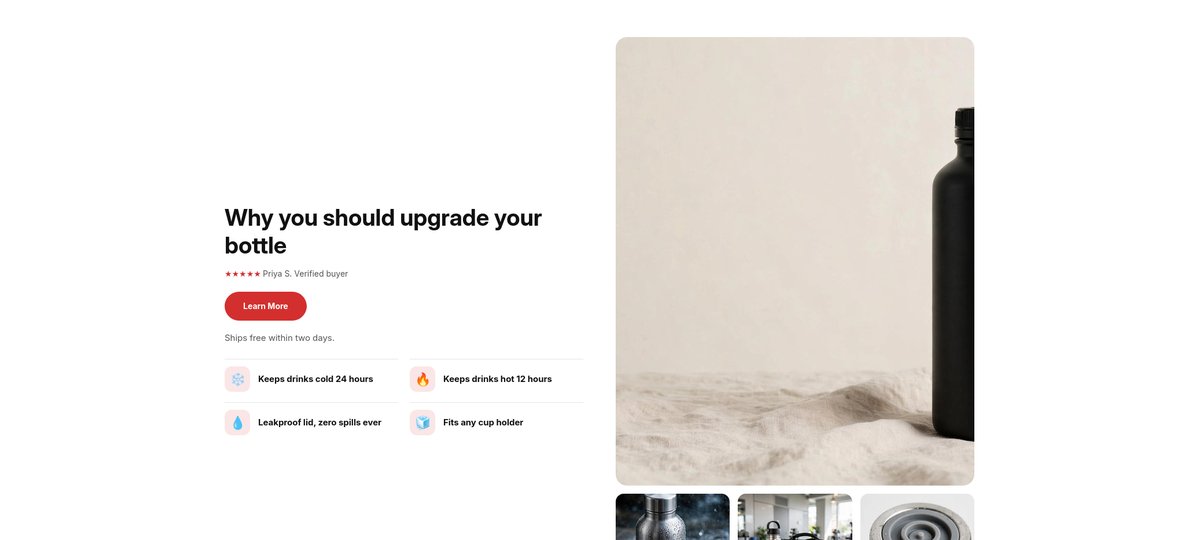 Why you should upgrade your
bottle
★★★★★ Priya S. Verified buyer
Learn More
Ships free within two days.
Keeps drinks cold 24 hours
Keeps drinks hot 12 hours
Leakproof lid, zero spills ever
Fits any cup holder